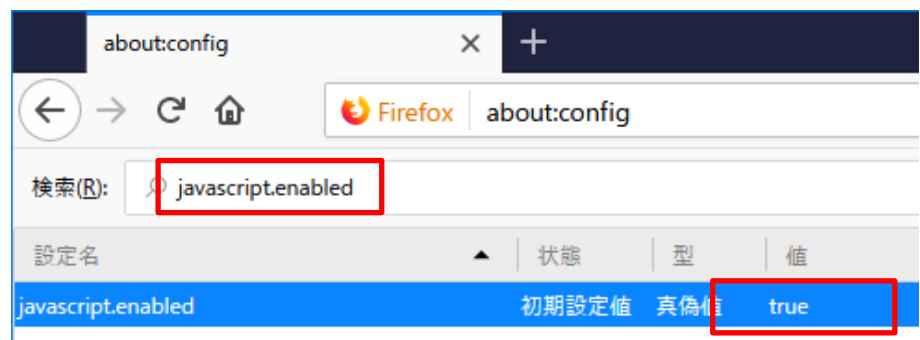 about:config
Firefox about:config
検索(R): javascript.enabled
設定名 状態 型 値
javascript.enabled 初期設定値 真偽値 true